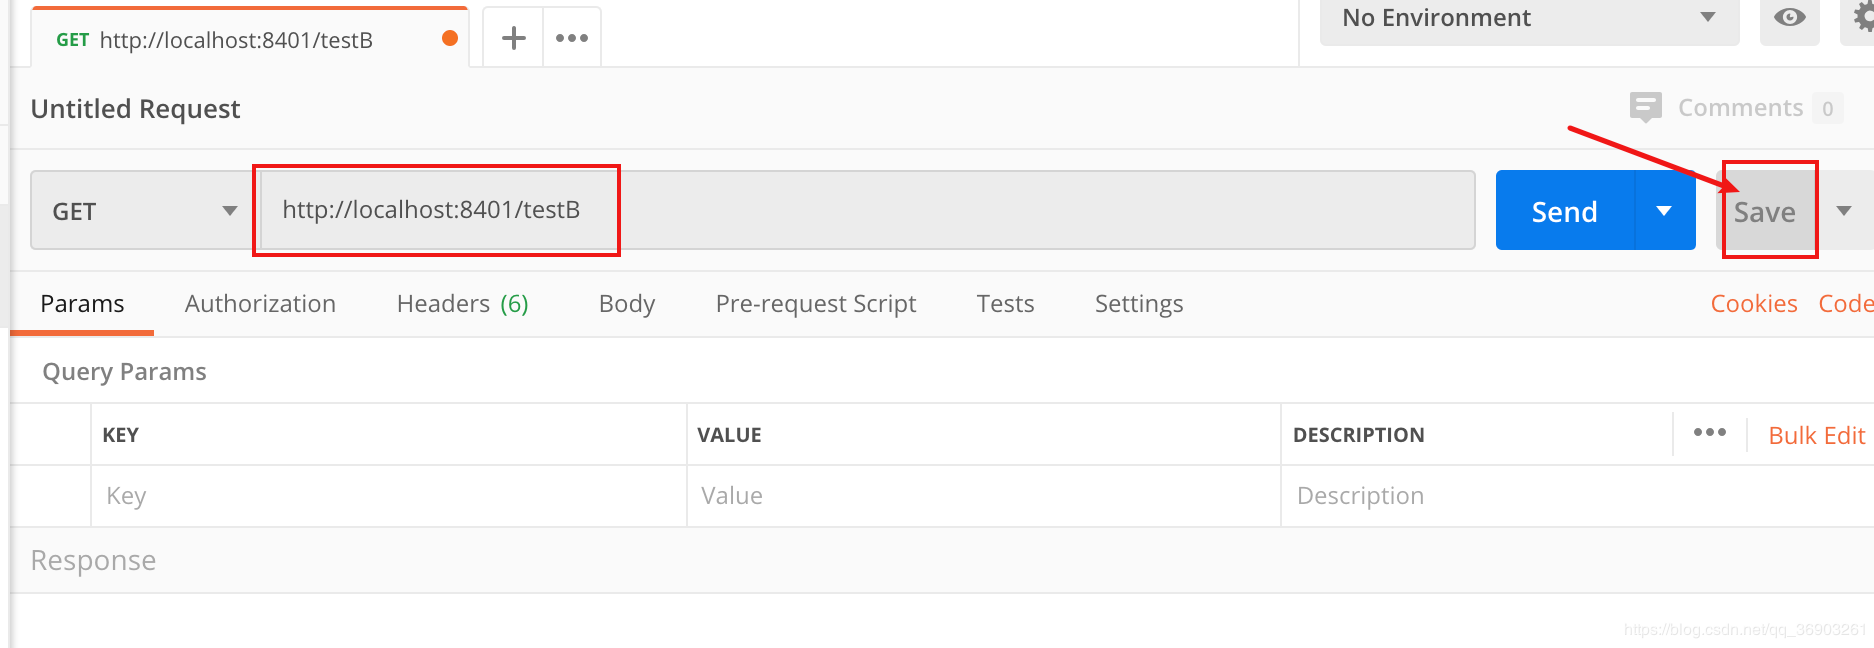 GET http://localhost:8401/testB
No Environment
Untitled Request
Comments 0
GET http://localhost:8401/testB Send Save
Params Authorization Headers (6) Body Pre-request Script Tests Settings Cookies Code
Query Params
KEY VALUE DESCRIPTION Bulk Edit
Key Value Description
Response
https://blog.csdn.net/qq_36903261